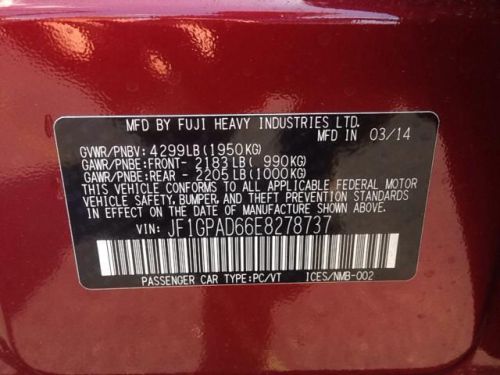 MFD BY FUJI HEAVY INDUSTRIES LTD.
MFD IN 03/14
GVWR/PNBV: 4299LB(1950KG)
GAWR/PNBE:FRONT- 2183LB( 990KG)
GAWR/PNBE:REAR - 2205LB(1000KG)
THIS VEHICLE CONFORMS TO ALL APPLICABLE FEDERAL MOTOR
VEHICLE SAFETY, BUMPER, AND THEFT PREVENTION STANDARDS
IN EFFECT ON THE DATE OF MANUFACTURE SHOWN ABOVE.
VIN: JF1GPAD66E8278737
PASSENGER CAR TYPE:PC/VT ICES/NMB-002